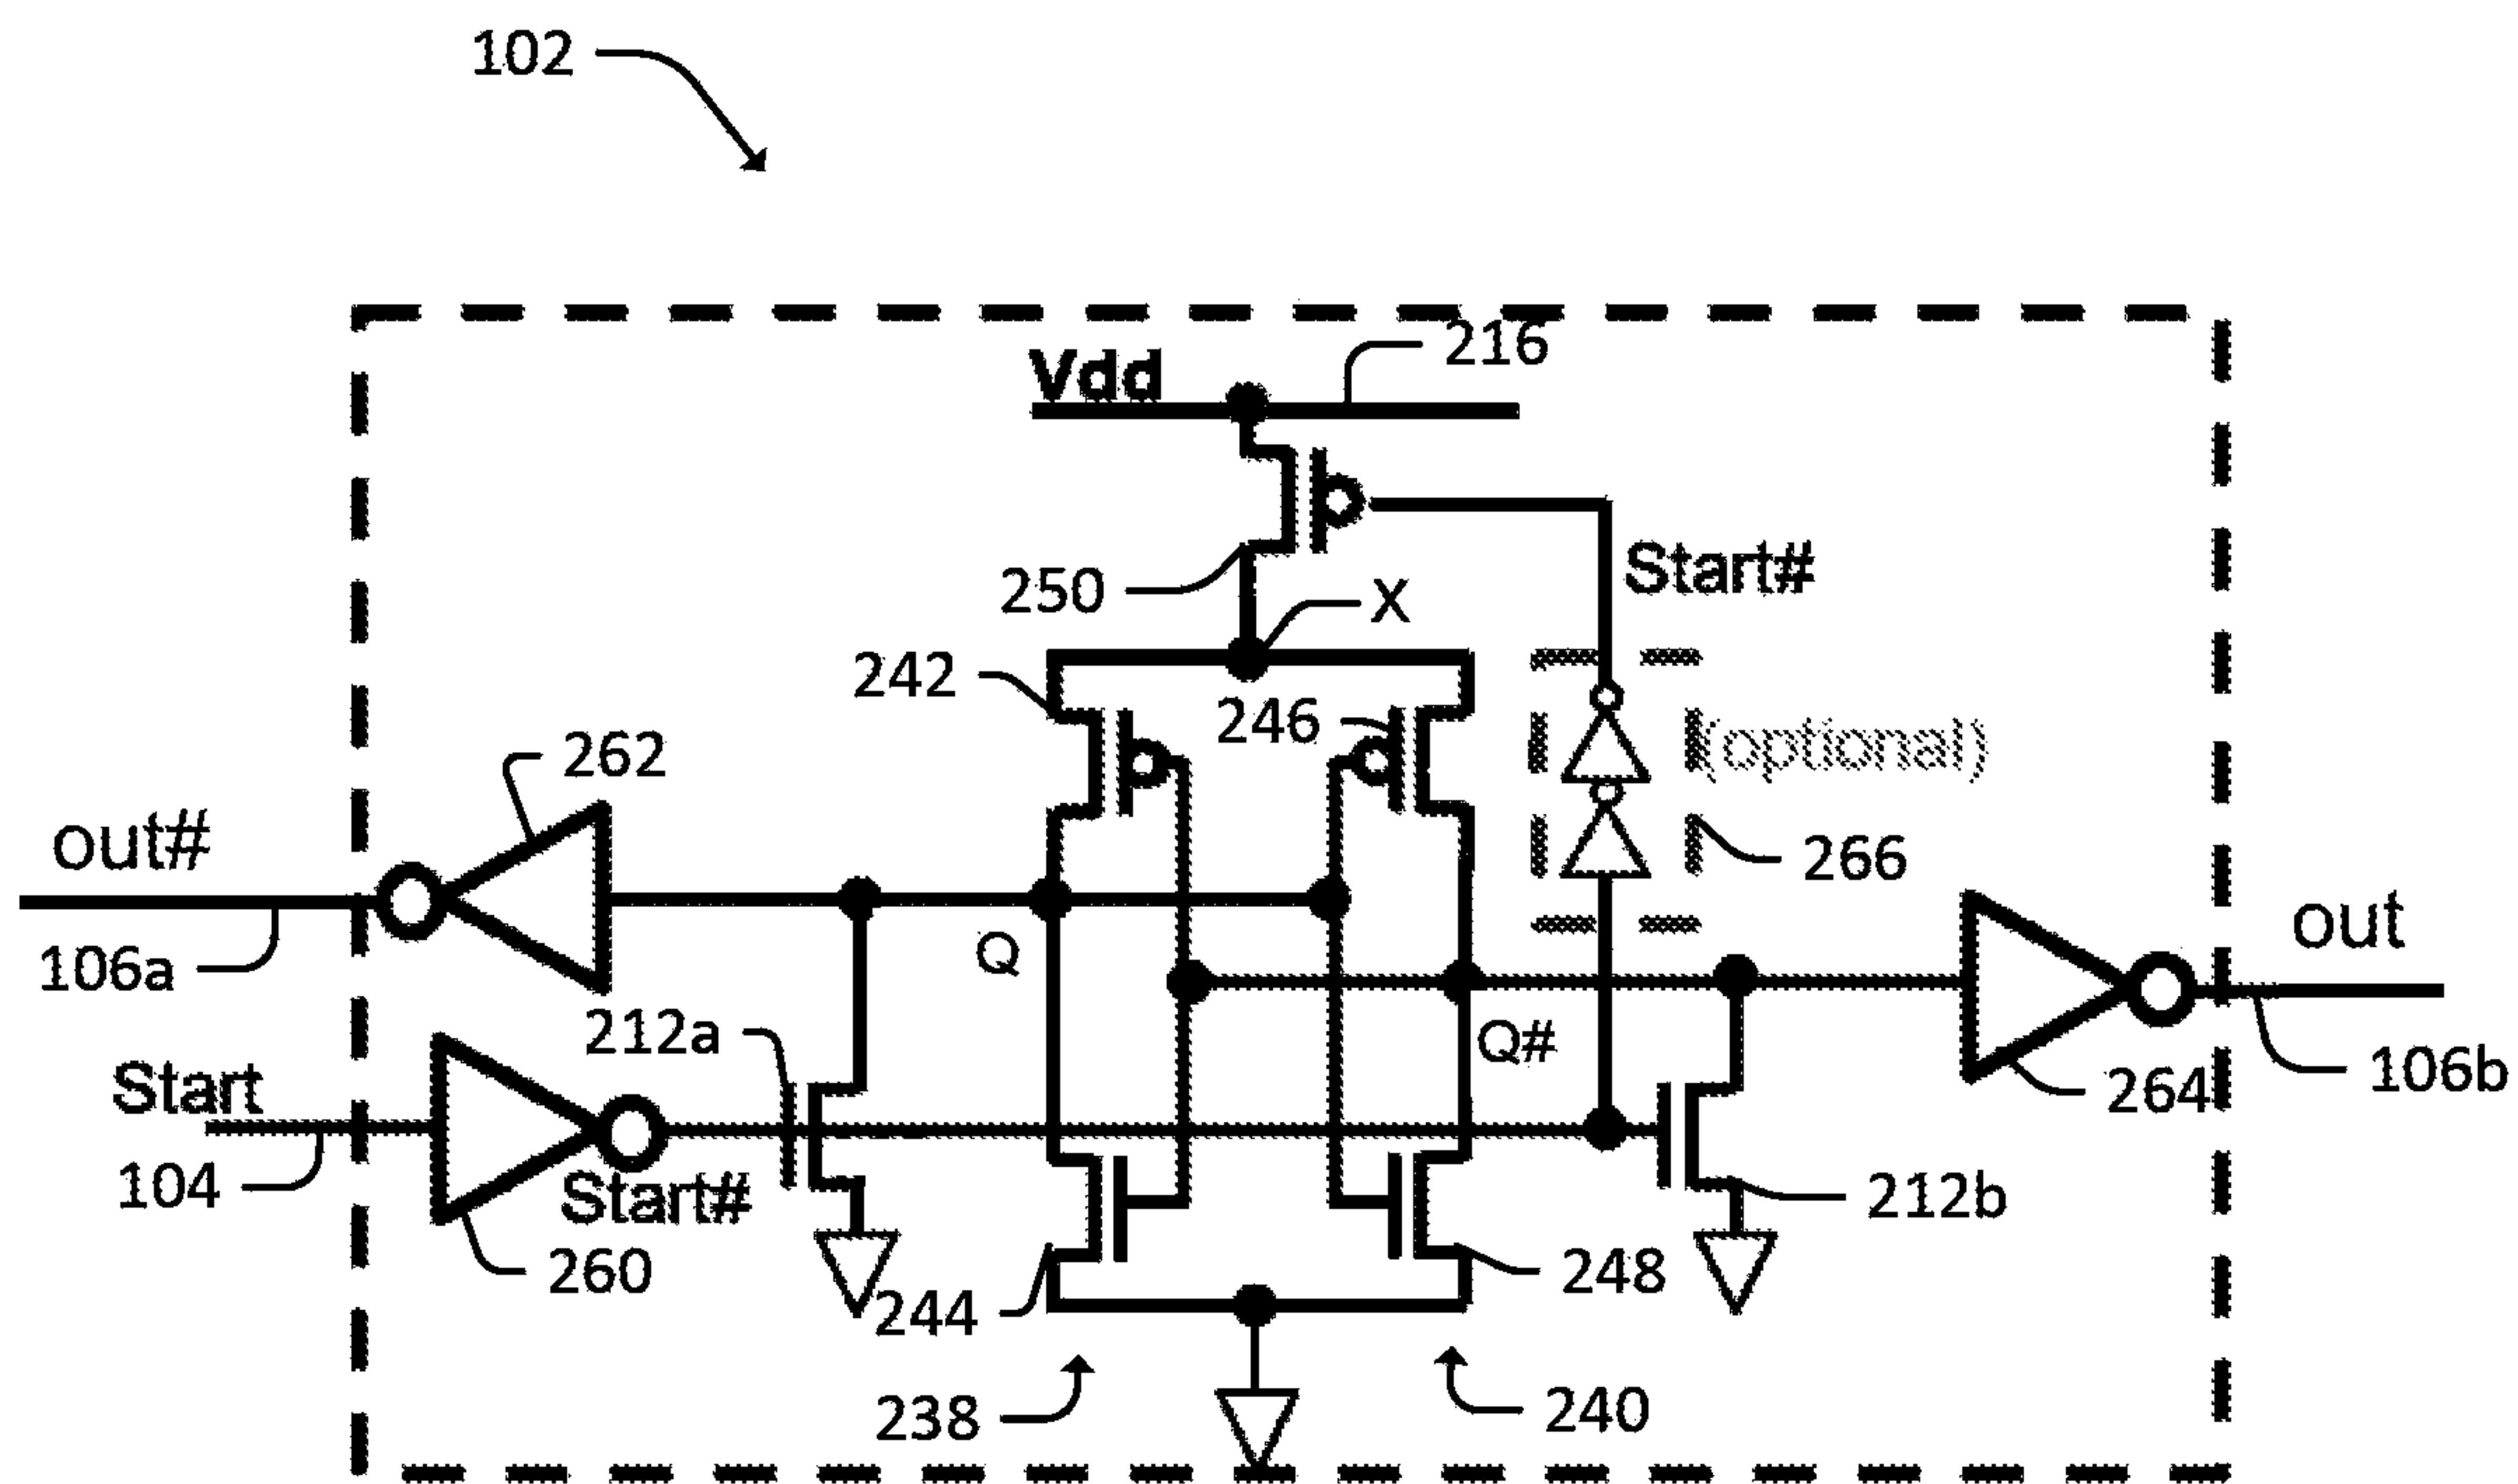 102
216
Vdd
Start#
250
X
242
246
(optional)
262
out#
266
out
Q
106a
212a
Q#
Start
106b
264
104
Start#
212b
260
248
244
238
240